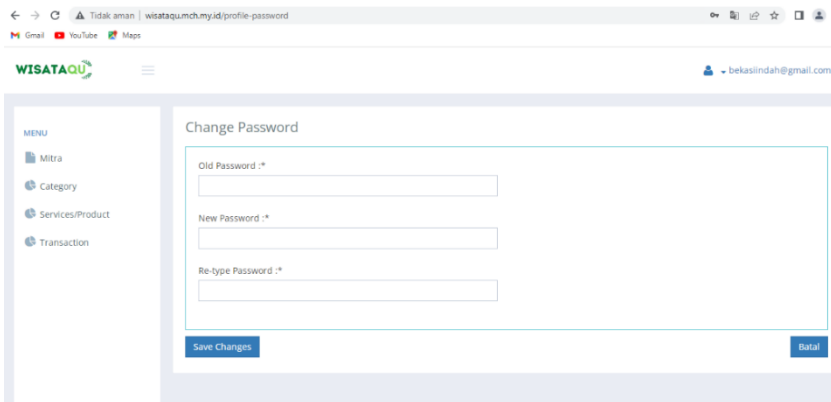 Tidak aman | wisataqu.mch.my.id/profile-password
Gmail YouTube Maps
WISATAQU
bekasiindah@gmail.com
MENU
Mitra
Category
Services/Product
Transaction
Change Password
Old Password :*
New Password :*
Re-type Password :*
Save Changes
Batal